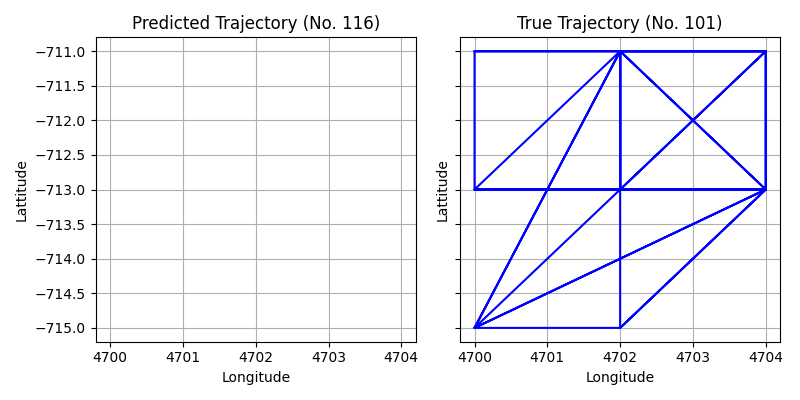 Predicted Trajectory (No. 116)
True Trajectory (No. 101)
−711.0
−711.5
−712.0
−712.5
−713.0
−713.5
−714.0
−714.5
−715.0
Lattitude
Lattitude
4700 4701 4702 4703 4704
4700 4701 4702 4703 4704
Longitude
Longitude